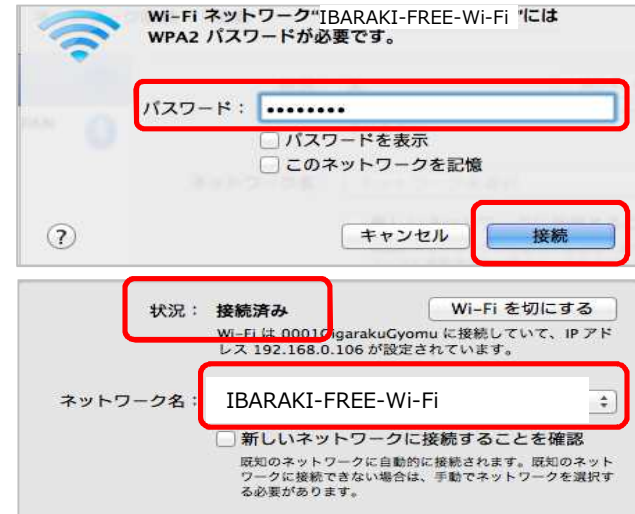 Wi-Fi ネットワーク"IBARAKI-FREE-Wi-Fi "には
WPA2 パスワードが必要です。
パスワード： ••••••••
パスワードを表示
このネットワークを記憶
? キャンセル 接続
状況： 接続済み Wi-Fi を切にする
Wi-Fi は 0001GigarakuGyomu に接続していて、IP アド
レス 192.168.0.106 が設定されています。
ネットワーク名： IBARAKI-FREE-Wi-Fi
新しいネットワークに接続することを確認
既知のネットワークに自動的に接続されます。既知のネット
ワークに接続できない場合は、手動でネットワークを選択す
る必要があります。